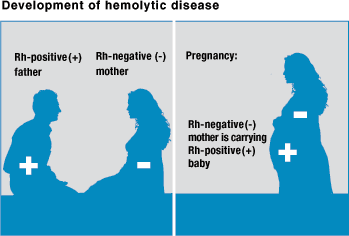 Development of hemolytic disease
Rh-positive(+)
father
Rh-negative (-)
mother
+
-
Pregnancy:
Rh-negative(-)
mother is carrying
Rh-positive(+)
baby
-
+